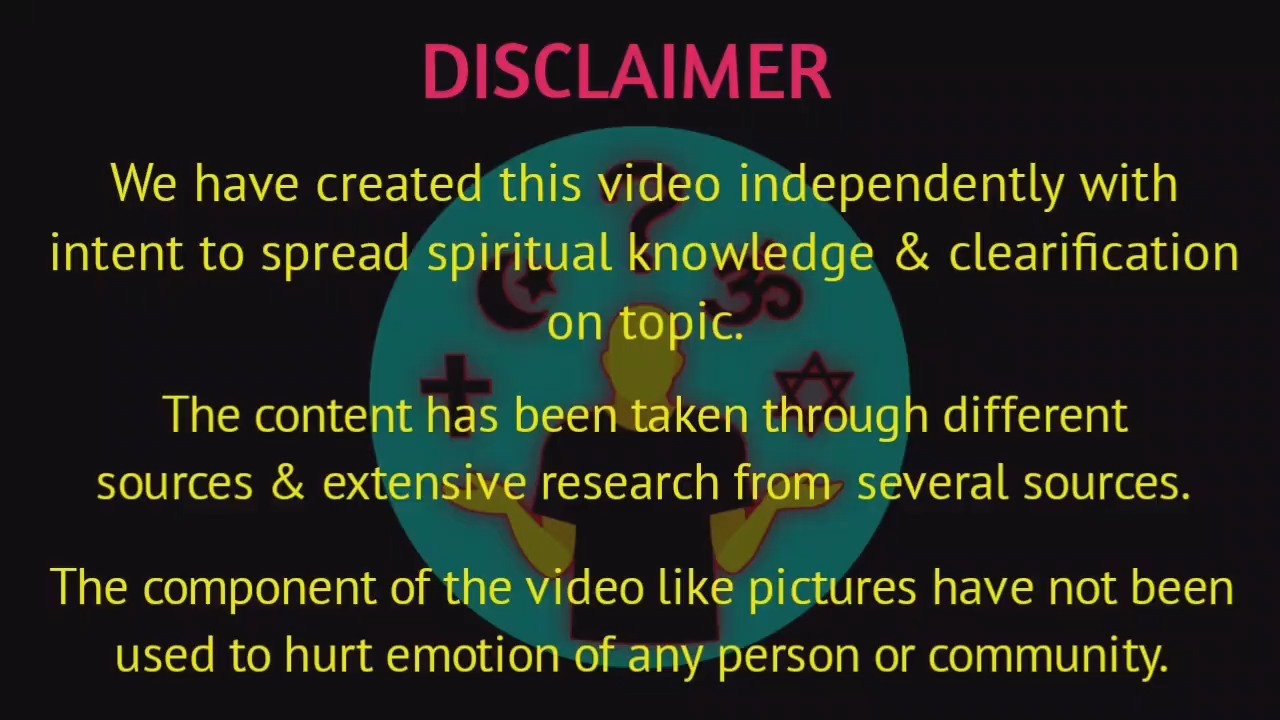 DISCLAIMER
We have created this video independently with
intent to spread spiritual knowledge & clearification
on topic.
The content has been taken through different
sources & extensive research from several sources.
The component of the video like pictures have not been
used to hurt emotion of any person or community.